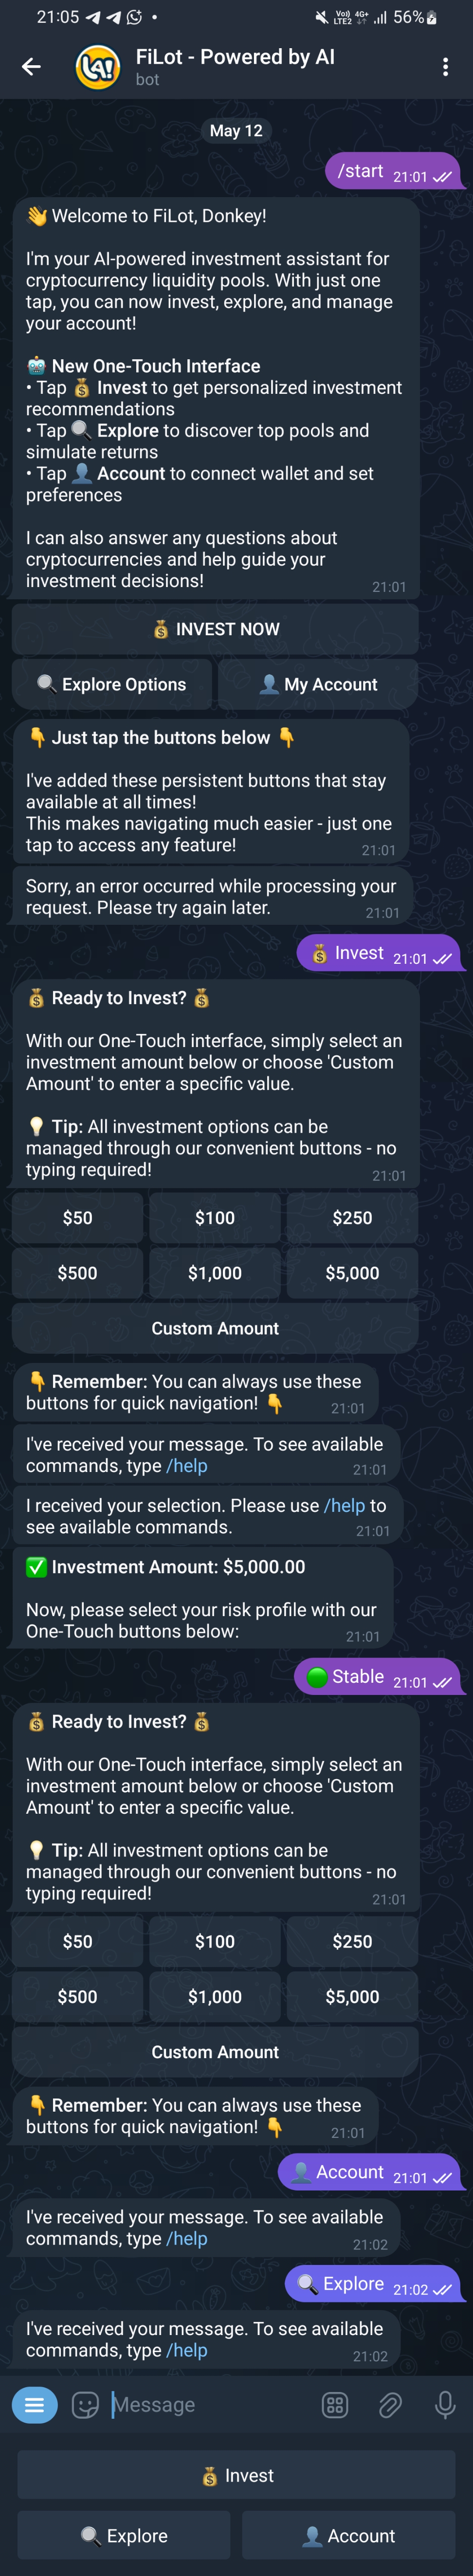 21:05
Vo)) 4G+
LTE2
56%
FiLot - Powered by AI
bot
LA!
May 12
/start 21:01
👋 Welcome to FiLot, Donkey!
I'm your AI-powered investment assistant for
cryptocurrency liquidity pools. With just one
tap, you can now invest, explore, and manage
your account!
🤖 New One-Touch Interface
• Tap 💰 Invest to get personalized investment
recommendations
• Tap 🔍 Explore to discover top pools and
simulate returns
• Tap 👤 Account to connect wallet and set
preferences
I can also answer any questions about
cryptocurrencies and help guide your
investment decisions!
21:01
💰 INVEST NOW
🔍 Explore Options
👤 My Account
👇 Just tap the buttons below 👇
I've added these persistent buttons that stay
available at all times!
This makes navigating much easier - just one
tap to access any feature!
21:01
Sorry, an error occurred while processing your
request. Please try again later.
21:01
💰 Invest 21:01
💰 Ready to Invest? 💰
With our One-Touch interface, simply select an
investment amount below or choose 'Custom
Amount' to enter a specific value.
💡 Tip: All investment options can be
managed through our convenient buttons - no
typing required!
21:01
$50
$100
$250
$500
$1,000
$5,000
Custom Amount
👇 Remember: You can always use these
buttons for quick navigation! 👇
21:01
I've received your message. To see available
commands, type /help
21:01
I received your selection. Please use /help to
see available commands.
21:01
✅ Investment Amount: $5,000.00
Now, please select your risk profile with our
One-Touch buttons below:
21:01
🟢 Stable 21:01
💰 Ready to Invest? 💰
With our One-Touch interface, simply select an
investment amount below or choose 'Custom
Amount' to enter a specific value.
💡 Tip: All investment options can be
managed through our convenient buttons - no
typing required!
21:01
$50
$100
$250
$500
$1,000
$5,000
Custom Amount
👇 Remember: You can always use these
buttons for quick navigation! 👇
21:01
👤 Account 21:01
I've received your message. To see available
commands, type /help
21:02
🔍 Explore 21:02
I've received your message. To see available
commands, type /help
21:02
Message
💰 Invest
🔍 Explore
👤 Account